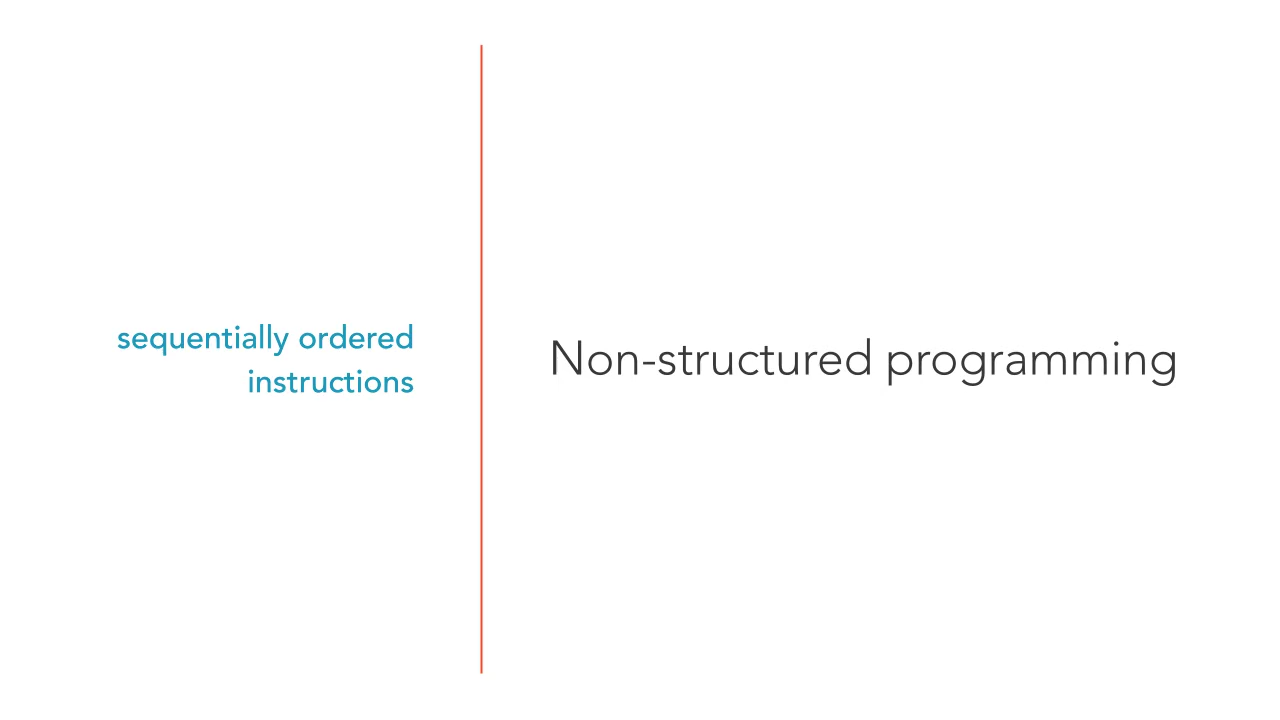 sequentially ordered
instructions
Non-structured programming